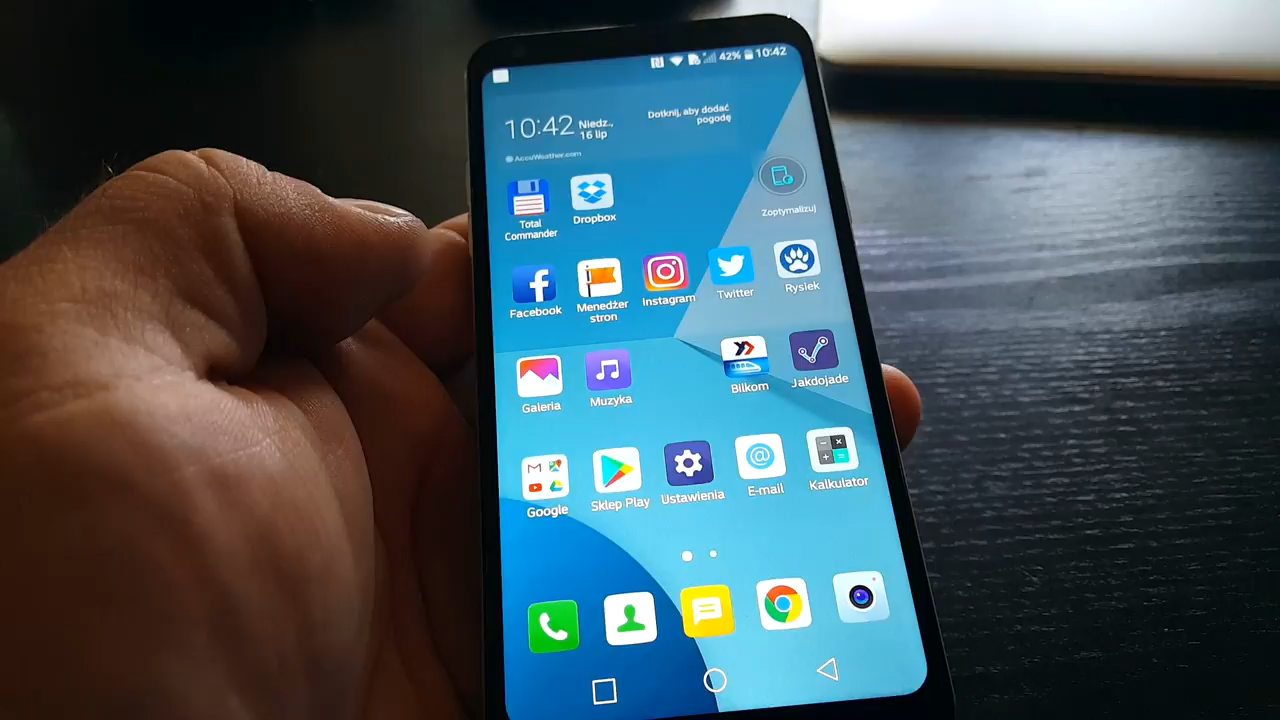 42% 10:42
10:42 Niedz.,
16 lip
Dotknij, aby dodać
pogodę
AccuWeather.com
Total
Commander
Dropbox
Zoptymalizuj
Facebook
Menedżer
stron
Instagram
Twitter
Rysiek
Galeria
Muzyka
Bilkom
Jakdojade
Google
Sklep Play
Ustawienia
E-mail
Kalkulator